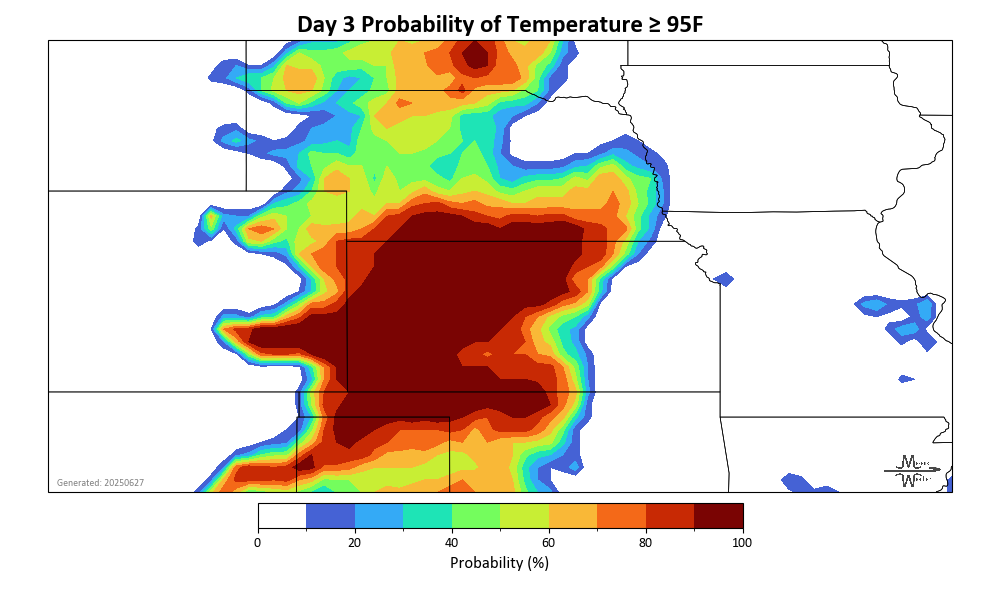 Day 3 Probability of Temperature ≥ 95F
Generated: 20250627
0 20 40 60 80 100
Probability (%)